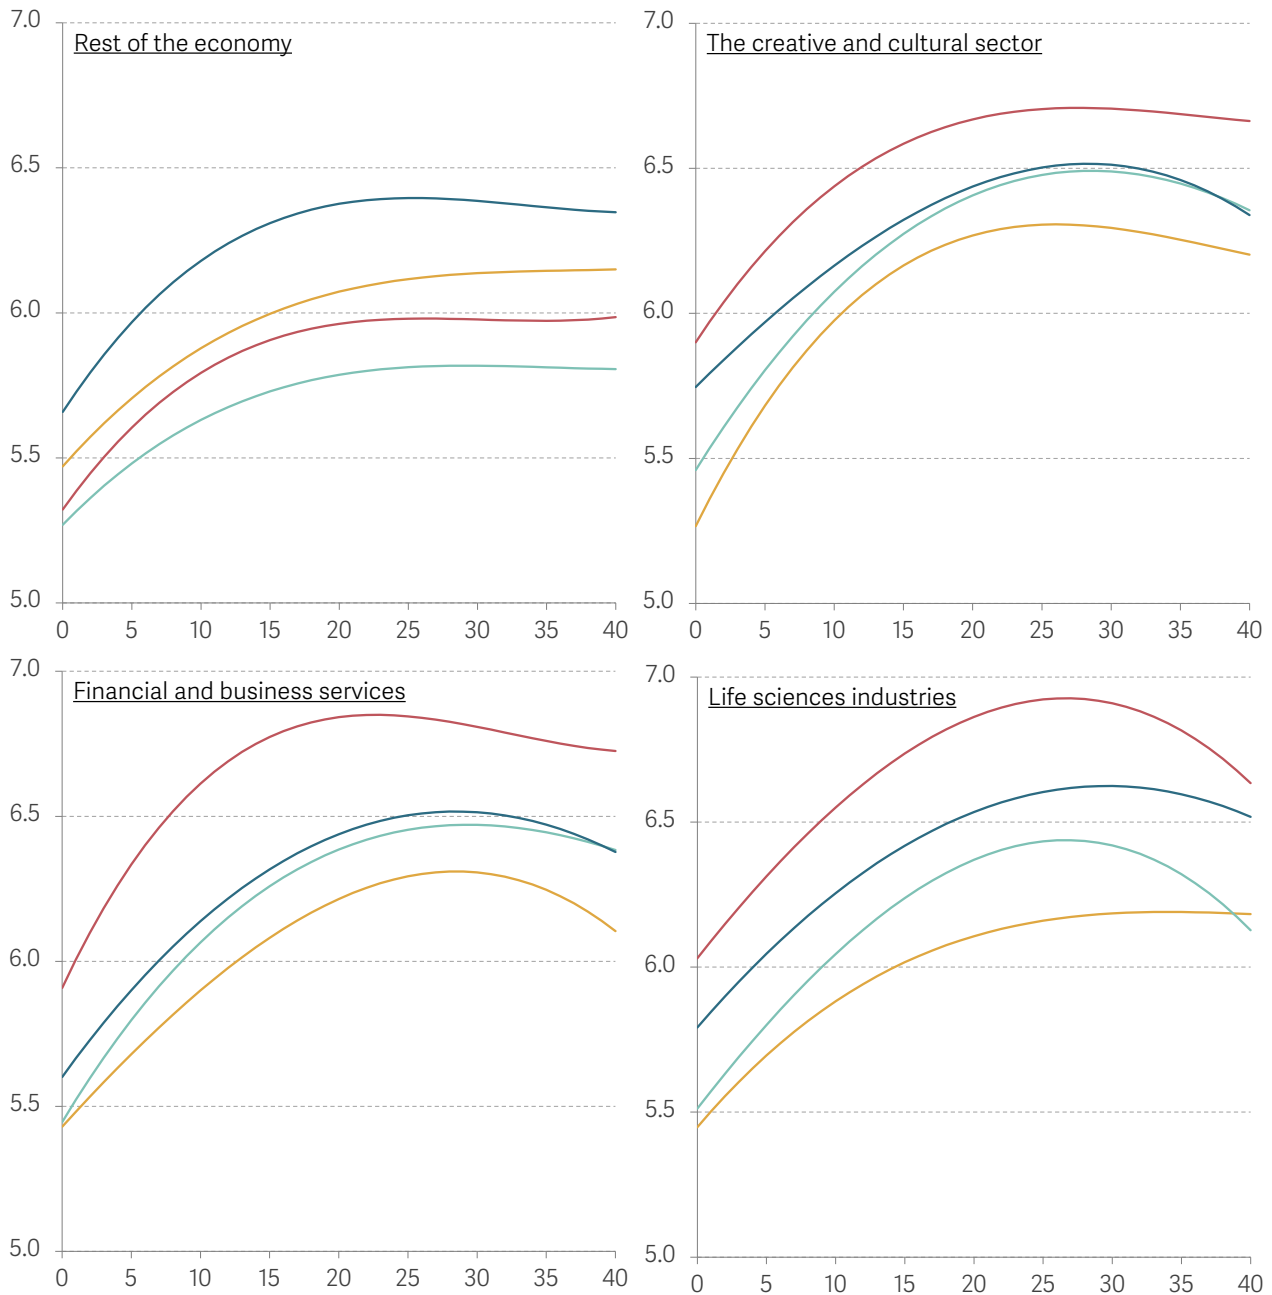 Rest of the economy
7.0
6.5
6.0
5.5
5.0
0 5 10 15 20 25 30 35 40
The creative and cultural sector
7.0
6.5
6.0
5.5
5.0
0 5 10 15 20 25 30 35 40
Financial and business services
7.0
6.5
6.0
5.5
5.0
0 5 10 15 20 25 30 35 40
Life sciences industries
7.0
6.5
6.0
5.5
5.0
0 5 10 15 20 25 30 35 40